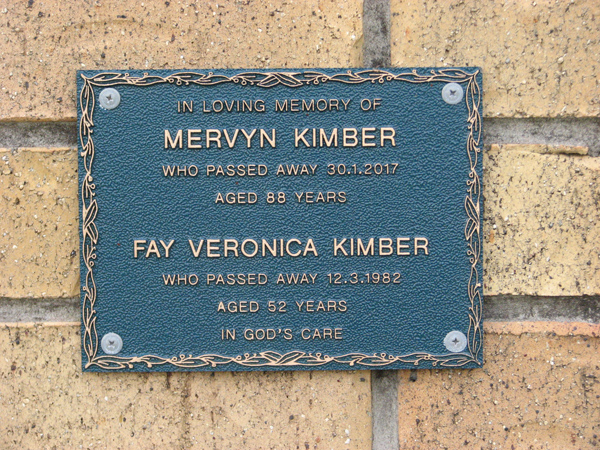 IN LOVING MEMORY OF
MERVYN KIMBER
WHO PASSED AWAY 30.1.2017
AGED 88 YEARS
FAY VERONICA KIMBER
WHO PASSED AWAY 12.3.1982
AGED 52 YEARS
IN GOD'S CARE